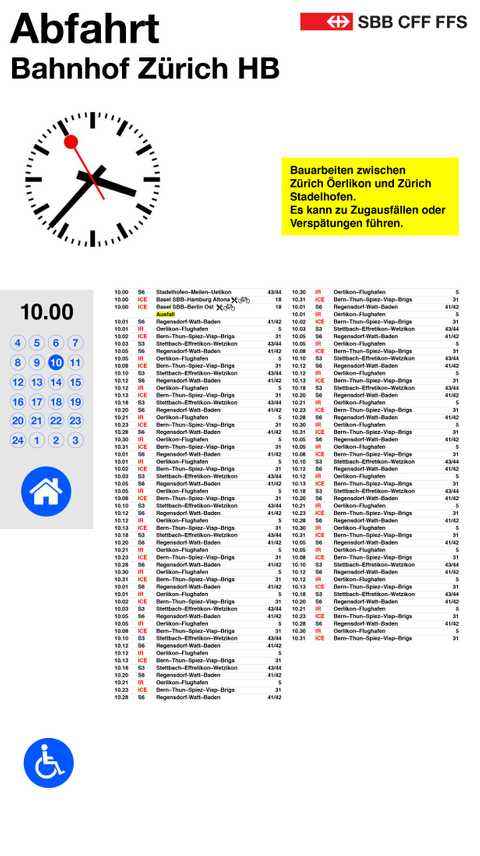 Abfahrt
Bahnhof Zürich HB
SBB CFF FFS
Bauarbeiten zwischen
Zürich Öerlikon und Zürich
Stadelhofen.
Es kann zu Zugausfällen oder
Verspätungen führen.
10.00
4 5 6 7
8 9 10 11
12 13 14 15
16 17 18 19
20 21 22 23
24 1 2 3
10.00 S6 Stadelhofen–Meilen–Uetikon 43/44
10.00 ICE Basel SBB–Hamburg Altona 18
10.00 ICE Basel SBB–Berlin Ost 18
Ausfall
10.01 S6 Regensdorf-Watt–Baden 41/42
10.01 IR Oerlikon–Flughafen 5
10.02 ICE Bern–Thun–Spiez–Visp–Brigs 31
10.03 S3 Stettbach–Effretikon–Wetzikon 43/44
10.05 S6 Regensdorf-Watt–Baden 41/42
10.05 IR Oerlikon–Flughafen 5
10.08 ICE Bern–Thun–Spiez–Visp–Brigs 31
10.10 S3 Stettbach–Effretikon–Wetzikon 43/44
10.12 S6 Regensdorf-Watt–Baden 41/42
10.12 IR Oerlikon–Flughafen 5
10.13 ICE Bern–Thun–Spiez–Visp–Brigs 31
10.18 S3 Stettbach–Effretikon–Wetzikon 43/44
10.20 S6 Regensdorf-Watt–Baden 41/42
10.21 IR Oerlikon–Flughafen 5
10.23 ICE Bern–Thun–Spiez–Visp–Brigs 31
10.28 S6 Regensdorf-Watt–Baden 41/42
10.30 IR Oerlikon–Flughafen 5
10.31 ICE Bern–Thun–Spiez–Visp–Brigs 31
10.01 S6 Regensdorf-Watt–Baden 41/42
10.01 IR Oerlikon–Flughafen 5
10.02 ICE Bern–Thun–Spiez–Visp–Brigs 31
10.03 S3 Stettbach–Effretikon–Wetzikon 43/44
10.05 S6 Regensdorf-Watt–Baden 41/42
10.05 IR Oerlikon–Flughafen 5
10.08 ICE Bern–Thun–Spiez–Visp–Brigs 31
10.10 S3 Stettbach–Effretikon–Wetzikon 43/44
10.12 S6 Regensdorf-Watt–Baden 41/42
10.12 IR Oerlikon–Flughafen 5
10.13 ICE Bern–Thun–Spiez–Visp–Brigs 31
10.18 S3 Stettbach–Effretikon–Wetzikon 43/44
10.20 S6 Regensdorf-Watt–Baden 41/42
10.21 IR Oerlikon–Flughafen 5
10.23 ICE Bern–Thun–Spiez–Visp–Brigs 31
10.28 S6 Regensdorf-Watt–Baden 41/42
10.30 IR Oerlikon–Flughafen 5
10.31 ICE Bern–Thun–Spiez–Visp–Brigs 31
10.01 S6 Regensdorf-Watt–Baden 41/42
10.01 IR Oerlikon–Flughafen 5
10.02 ICE Bern–Thun–Spiez–Visp–Brigs 31
10.03 S3 Stettbach–Effretikon–Wetzikon 43/44
10.05 S6 Regensdorf-Watt–Baden 41/42
10.05 IR Oerlikon–Flughafen 5
10.08 ICE Bern–Thun–Spiez–Visp–Brigs 31
10.10 S3 Stettbach–Effretikon–Wetzikon 43/44
10.12 S6 Regensdorf-Watt–Baden 41/42
10.12 IR Oerlikon–Flughafen 5
10.13 ICE Bern–Thun–Spiez–Visp–Brigs 31
10.18 S3 Stettbach–Effretikon–Wetzikon 43/44
10.20 S6 Regensdorf-Watt–Baden 41/42
10.21 IR Oerlikon–Flughafen 5
10.23 ICE Bern–Thun–Spiez–Visp–Brigs 31
10.28 S6 Regensdorf-Watt–Baden 41/42
10.30 IR Oerlikon–Flughafen 5
10.31 ICE Bern–Thun–Spiez–Visp–Brigs 31
10.01 S6 Regensdorf-Watt–Baden 41/42
10.01 IR Oerlikon–Flughafen 5
10.02 ICE Bern–Thun–Spiez–Visp–Brigs 31
10.03 S3 Stettbach–Effretikon–Wetzikon 43/44
10.05 S6 Regensdorf-Watt–Baden 41/42
10.05 IR Oerlikon–Flughafen 5
10.08 ICE Bern–Thun–Spiez–Visp–Brigs 31
10.10 S3 Stettbach–Effretikon–Wetzikon 43/44
10.12 S6 Regensdorf-Watt–Baden 41/42
10.12 IR Oerlikon–Flughafen 5
10.13 ICE Bern–Thun–Spiez–Visp–Brigs 31
10.18 S3 Stettbach–Effretikon–Wetzikon 43/44
10.20 S6 Regensdorf-Watt–Baden 41/42
10.21 IR Oerlikon–Flughafen 5
10.23 ICE Bern–Thun–Spiez–Visp–Brigs 31
10.28 S6 Regensdorf-Watt–Baden 41/42
10.30 IR Oerlikon–Flughafen 5
10.31 ICE Bern–Thun–Spiez–Visp–Brigs 31
10.05 S6 Regensdorf-Watt–Baden 41/42
10.05 IR Oerlikon–Flughafen 5
10.08 ICE Bern–Thun–Spiez–Visp–Brigs 31
10.10 S3 Stettbach–Effretikon–Wetzikon 43/44
10.12 S6 Regensdorf-Watt–Baden 41/42
10.12 IR Oerlikon–Flughafen 5
10.13 ICE Bern–Thun–Spiez–Visp–Brigs 31
10.18 S3 Stettbach–Effretikon–Wetzikon 43/44
10.20 S6 Regensdorf-Watt–Baden 41/42
10.21 IR Oerlikon–Flughafen 5
10.23 ICE Bern–Thun–Spiez–Visp–Brigs 31
10.28 S6 Regensdorf-Watt–Baden 41/42
10.30 IR Oerlikon–Flughafen 5
10.31 ICE Bern–Thun–Spiez–Visp–Brigs 31
10.05 S6 Regensdorf-Watt–Baden 41/42
10.05 IR Oerlikon–Flughafen 5
10.08 ICE Bern–Thun–Spiez–Visp–Brigs 31
10.10 S3 Stettbach–Effretikon–Wetzikon 43/44
10.12 S6 Regensdorf-Watt–Baden 41/42
10.12 IR Oerlikon–Flughafen 5
10.13 ICE Bern–Thun–Spiez–Visp–Brigs 31
10.18 S3 Stettbach–Effretikon–Wetzikon 43/44
10.20 S6 Regensdorf-Watt–Baden 41/42
10.21 IR Oerlikon–Flughafen 5
10.23 ICE Bern–Thun–Spiez–Visp–Brigs 31
10.28 S6 Regensdorf-Watt–Baden 41/42
10.30 IR Oerlikon–Flughafen 5
10.31 ICE Bern–Thun–Spiez–Visp–Brigs 31